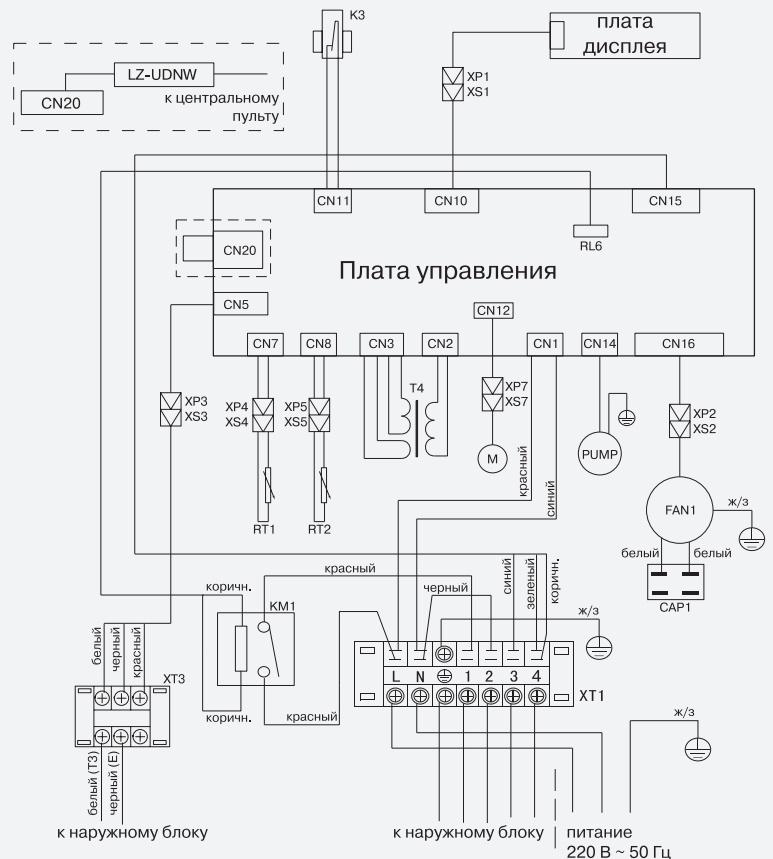 K3
плата
дисплея
LZ-UDNW
CN20
к центральному
пульту
XP1
XS1
CN11
CN10
CN15
RL6
CN20
Плата управления
CN5
CN12
CN7
CN8
CN3
CN2
CN1
CN14
CN16
T4
XP3
XS3
XP4
XS4
XP5
XS5
XP7
XS7
XP2
XS2
M
PUMP
FAN1
ж/з
красный
синий
RT1
RT2
белый
белый
CAP1
красный
коричн.
черный
синий
зеленый
коричн.
KM1
ж/з
белый
черный
красный
XT3
L N 1 2 3 4
XT1
коричн.
красный
ж/з
белый (T3)
черный (E)
к наружному блоку
к наружному блоку
питание
220 В ~ 50 Гц